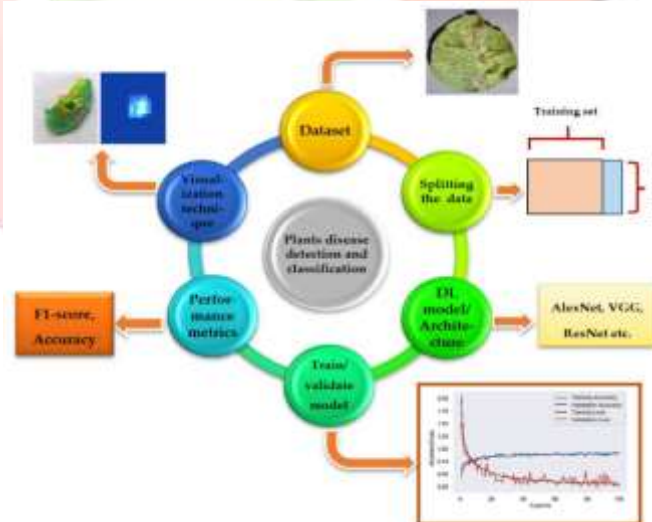 Dataset
Training set
Visual-
ization
techni-
que
Splitting
the data
Plants disease
detection and
classification
Perfor-
mance
metrics
DL
model/
Archite-
cture
F1-score,
Accuracy
AlexNet, VGG,
ResNet etc.
Train/
validate
model